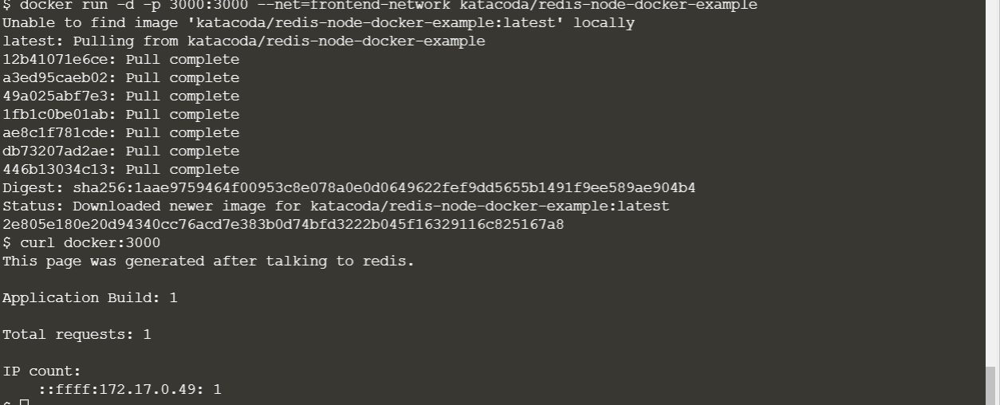 $ docker run -d -p 3000:3000 --net=frontend-network katacoda/redis-node-docker-example
Unable to find image 'katacoda/redis-node-docker-example:latest' locally
latest: Pulling from katacoda/redis-node-docker-example
12b41071e6ce: Pull complete
a3ed95caeb02: Pull complete
49a025abf7e3: Pull complete
1fb1c0be01ab: Pull complete
ae8c1f781cde: Pull complete
db73207ad2ae: Pull complete
446b13034c13: Pull complete
Digest: sha256:1aae9759464f00953c8e078a0e0d0649622fef9dd5655b1491f9ee589ae904b4
Status: Downloaded newer image for katacoda/redis-node-docker-example:latest
2e805e180e20d94340cc76acd7e383b0d74bfd3222b045f16329116c825167a8
$ curl docker:3000
This page was generated after talking to redis.
Application Build: 1
Total requests: 1
IP count:
::ffff:172.17.0.49: 1
$